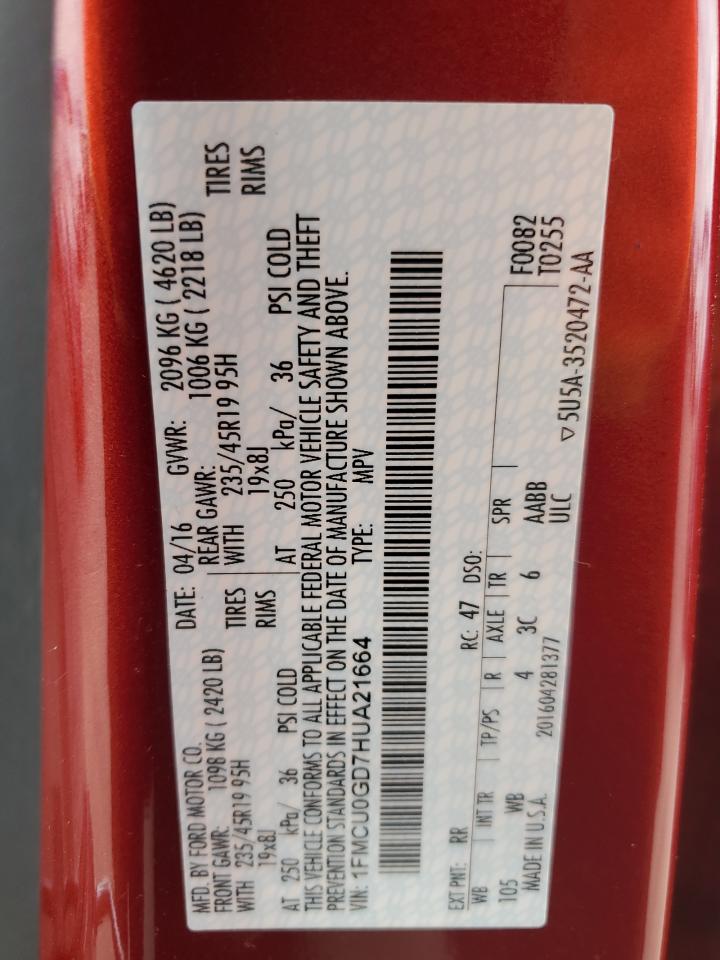 MFD. BY FORD MOTOR CO. DATE: 04/16 GVWR: 2096 KG ( 4620 LB)
FRONT GAWR: 1098 KG ( 2420 LB) REAR GAWR: 1006 KG ( 2218 LB)
WITH 235/45R19 95H TIRES WITH 235/45R19 95H TIRES
19x8J RIMS 19x8J RIMS
AT 250 kPa/ 36 PSI COLD AT 250 kPa/ 36 PSI COLD
THIS VEHICLE CONFORMS TO ALL APPLICABLE FEDERAL MOTOR VEHICLE SAFETY AND THEFT
PREVENTION STANDARDS IN EFFECT ON THE DATE OF MANUFACTURE SHOWN ABOVE.
VIN: 1FMCU0GD7HUA21664 TYPE: MPV
EXT PNT: RR RC: 47 DSO: F0082
WB INT TR TP/PS R AXLE TR SPR T0255
105 WB 4 3C 6 AABB
MADE IN U.S.A. 201604281377 ULC ▽ 5U5A-3520472-AA